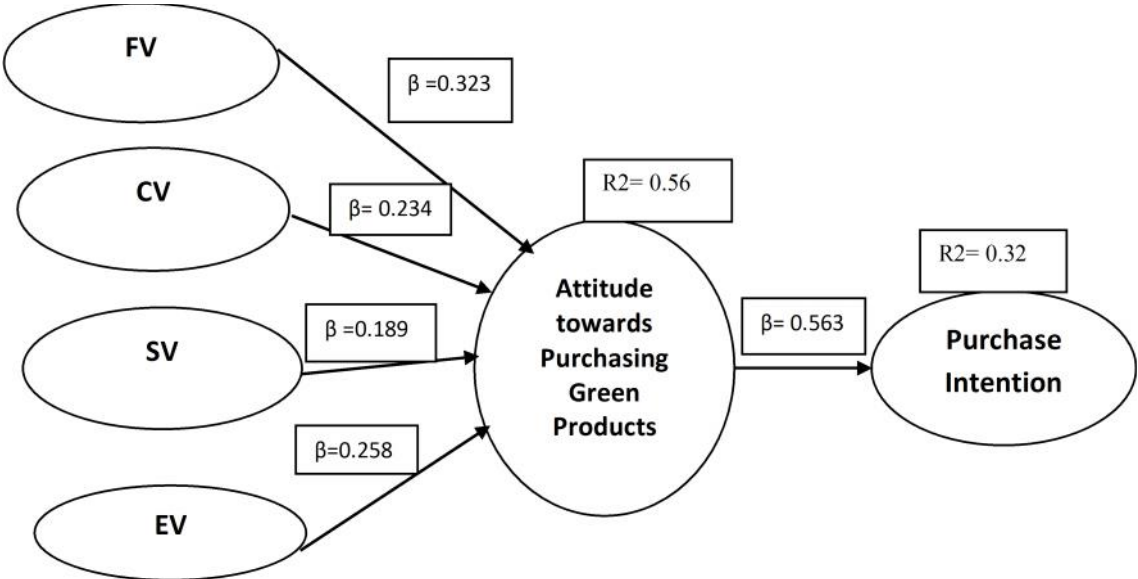 FV
β =0.323
CV
β= 0.234
SV
β =0.189
EV
β=0.258
R2= 0.56
Attitude
towards
Purchasing
Green
Products
β= 0.563
R2= 0.32
Purchase
Intention